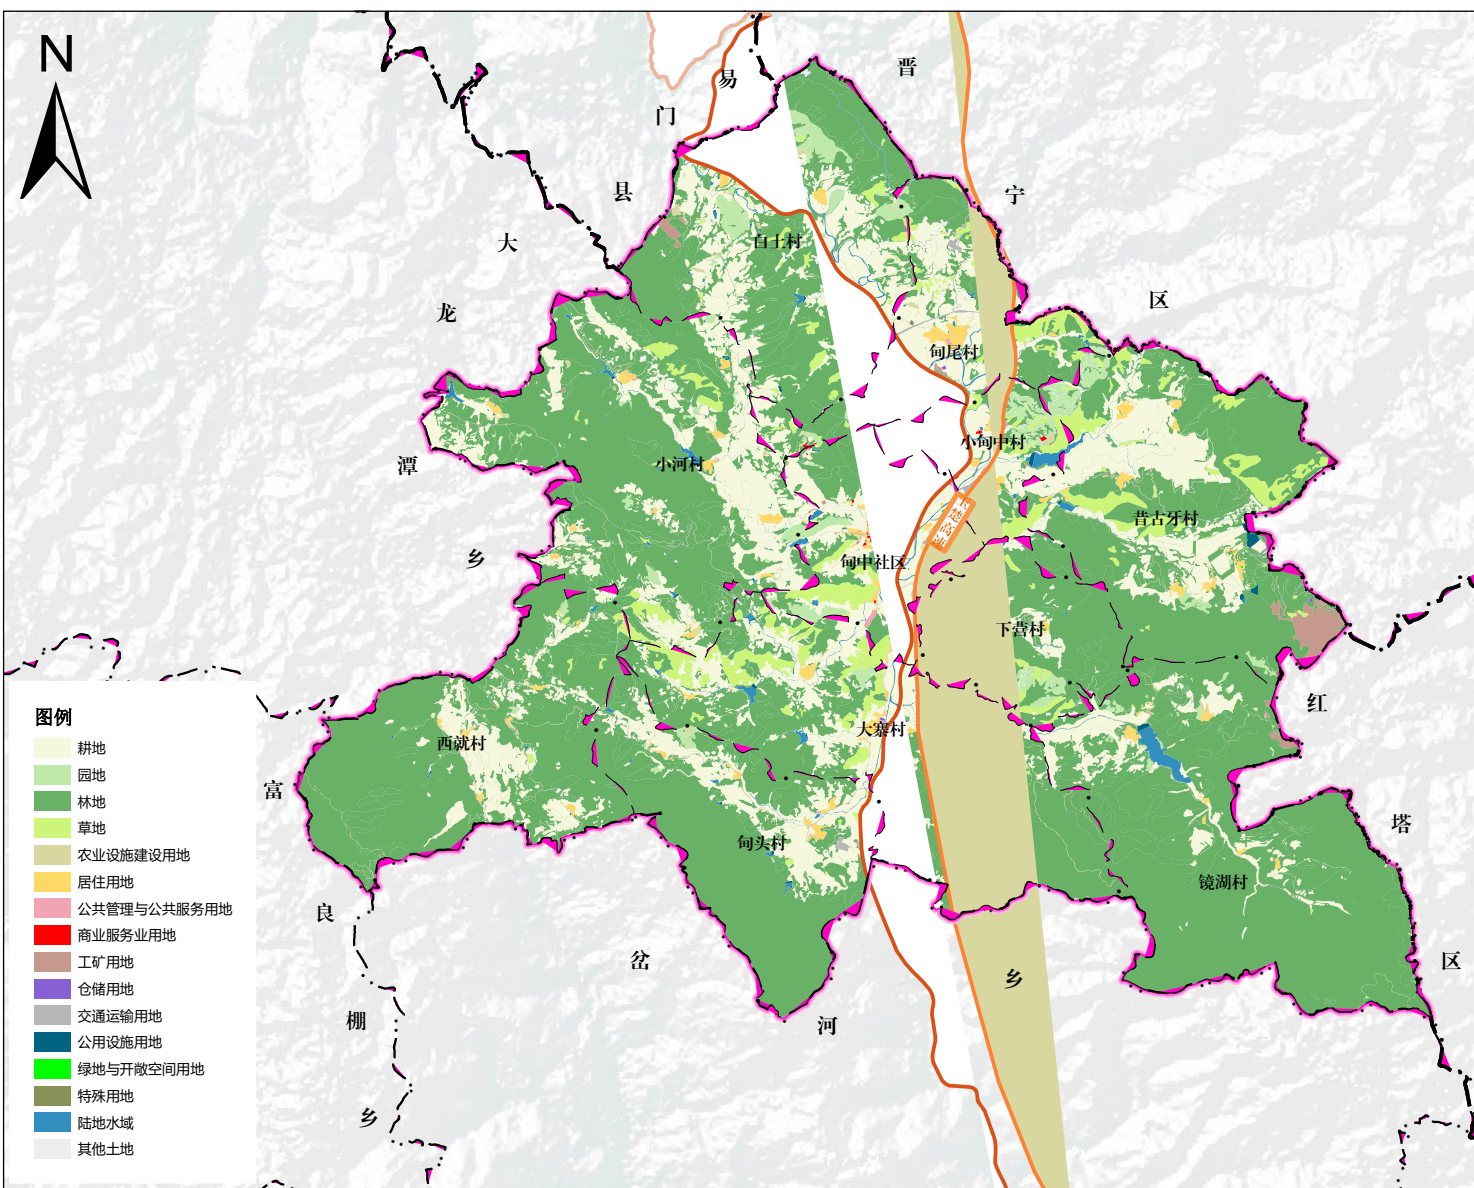 N
晋
易
门
县
宁
大
龙
区
潭
乡
白土村
甸尾村
小甸中村
小河村
昔古牙村
楚高速
甸中社区
下营村
大寨村
西就村
甸头村
镜湖村
红
塔
区
富
良
棚
乡
岔
河
乡
图例
耕地
园地
林地
草地
农业设施建设用地
居住用地
公共管理与公共服务用地
商业服务业用地
工矿用地
仓储用地
交通运输用地
公用设施用地
绿地与开敞空间用地
特殊用地
陆地水域
其他土地